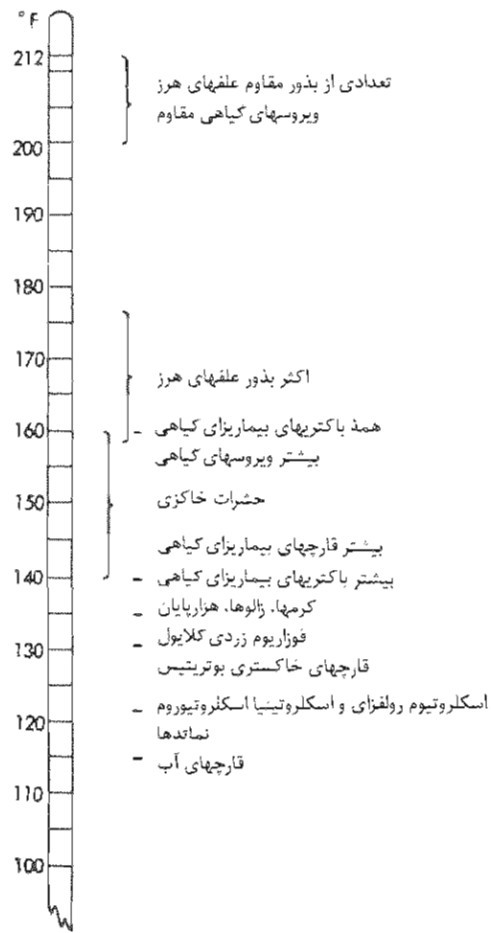 °F
212
تعدادی از بذور مقاوم علفهای هرز
ویروسهای گیاهی مقاوم
200
190
180
170
اکثر بذور علفهای هرز
160
همهٔ باکتریهای بیماریزای گیاهی
بیشتر ویروسهای گیاهی
150
حشرات خاکزی
بیشتر قارچهای بیماریزای گیاهی
140
بیشتر باکتریهای بیماریزای گیاهی
کرمها، زالوها، هزارپایان
130
فوزاریوم زردی گلایول
قارچهای خاکستری بوتریتیس
اسکلروتیوم رولفزای و اسکلروتینیا اسکلروتیوروم
120
نماتدها
قارچهای آب
110
100